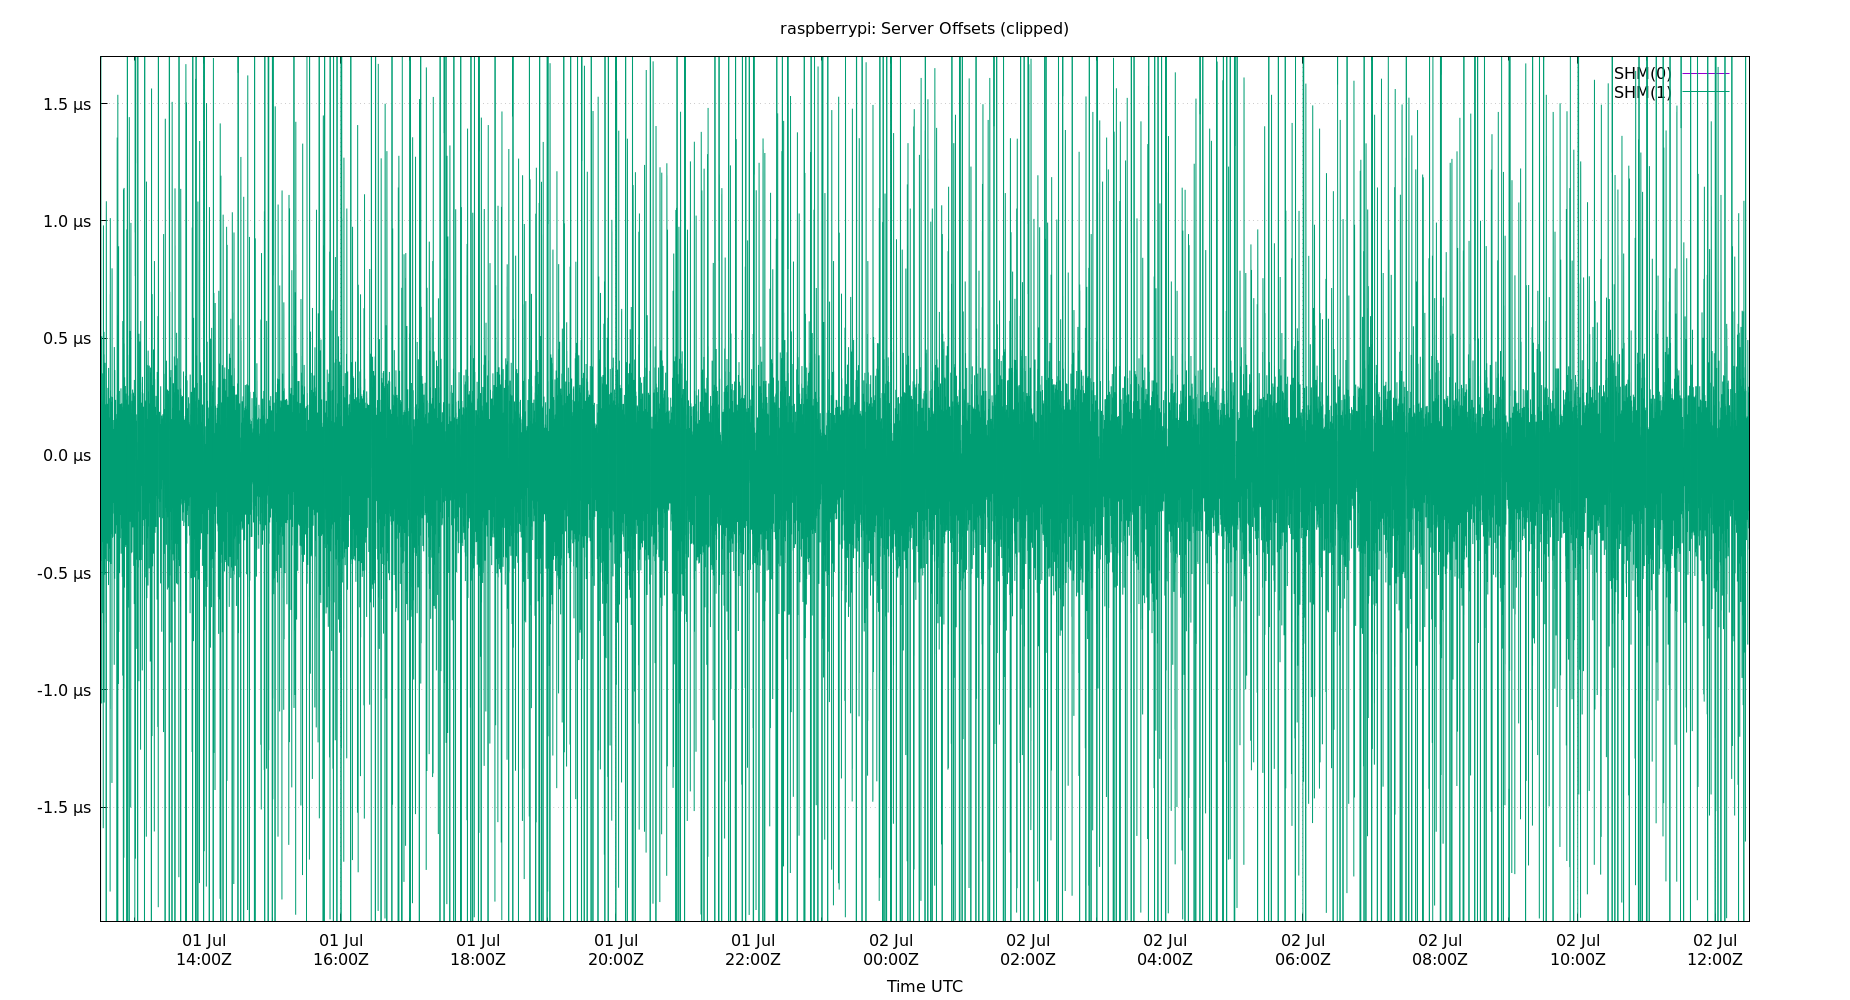 raspberrypi: Server Offsets (clipped)
SHM(0)
SHM(1)
1.5 µs
1.0 µs
0.5 µs
0.0 µs
-0.5 µs
-1.0 µs
-1.5 µs
01 Jul 01 Jul 01 Jul 01 Jul 01 Jul 02 Jul 02 Jul 02 Jul 02 Jul 02 Jul 02 Jul 02 Jul
14:00Z 16:00Z 18:00Z 20:00Z 22:00Z 00:00Z 02:00Z 04:00Z 06:00Z 08:00Z 10:00Z 12:00Z
Time UTC